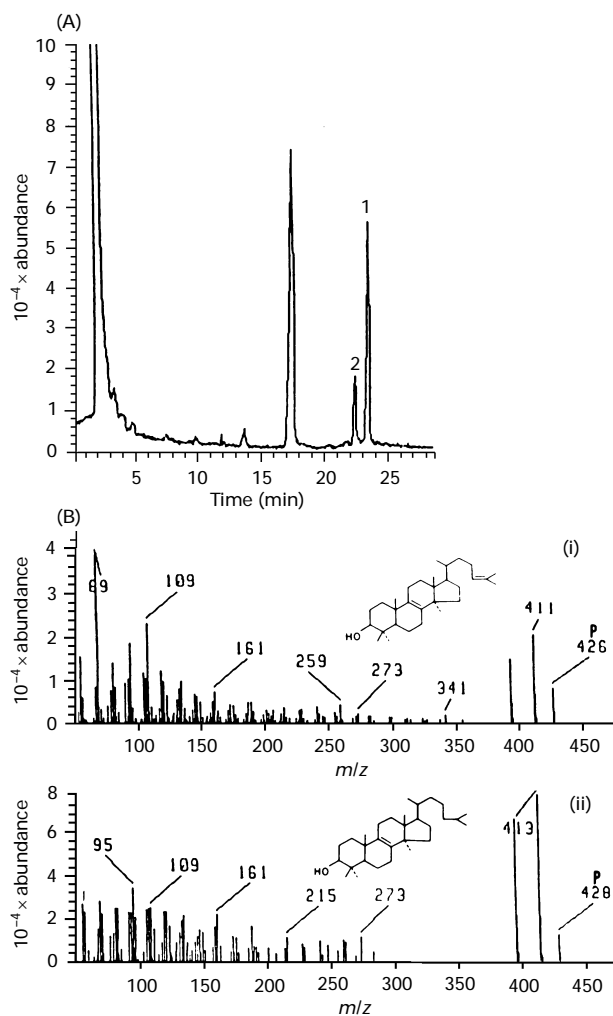 (A)
10
9
8
7
6
5
4
3
2
1
0
10⁻⁴ × abundance
1
2
5 10 15 20 25
Time (min)
(B)
(i)
4
3
2
1
0
10⁻⁴ × abundance
69
109
161
259
273
341
411
P
426
HO
100 150 200 250 300 350 400 450
m/z
(ii)
8
6
4
2
0
10⁻⁴ × abundance
95
109
161
215
273
413
P
428
HO
100 150 200 250 300 350 400 450
m/z